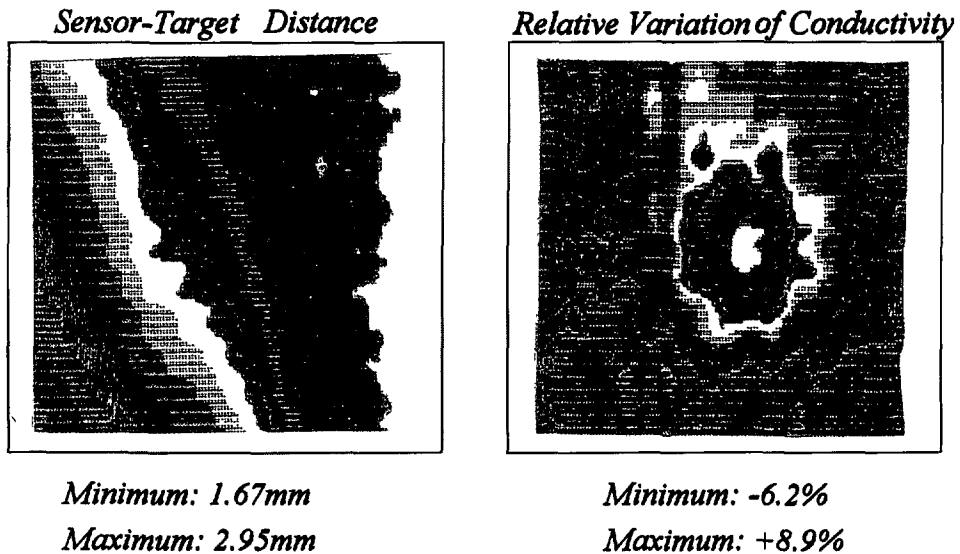 Sensor-Target Distance
Relative Variation of Conductivity
Minimum: 1.67mm
Maximum: 2.95mm
Minimum: -6.2%
Maximum: +8.9%